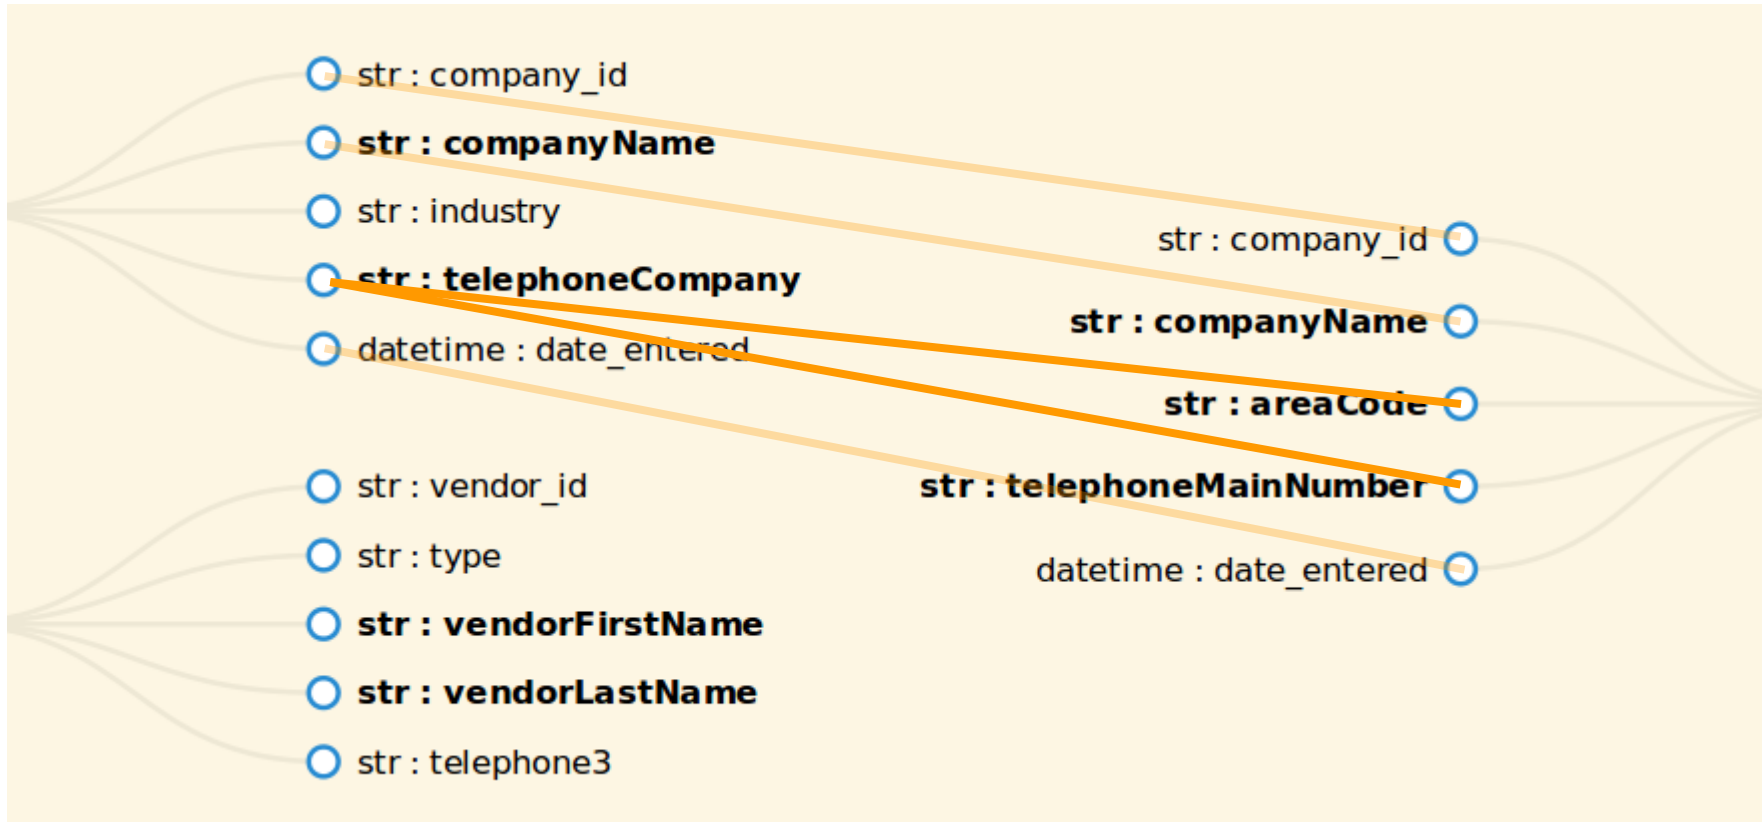 str : company_id
str : companyName
str : industry
str : telephoneCompany
datetime : date_entered
str : vendor_id
str : type
str : vendorFirstName
str : vendorLastName
str : telephone3
str : company_id
str : companyName
str : areaCode
str : telephoneMainNumber
datetime : date_entered